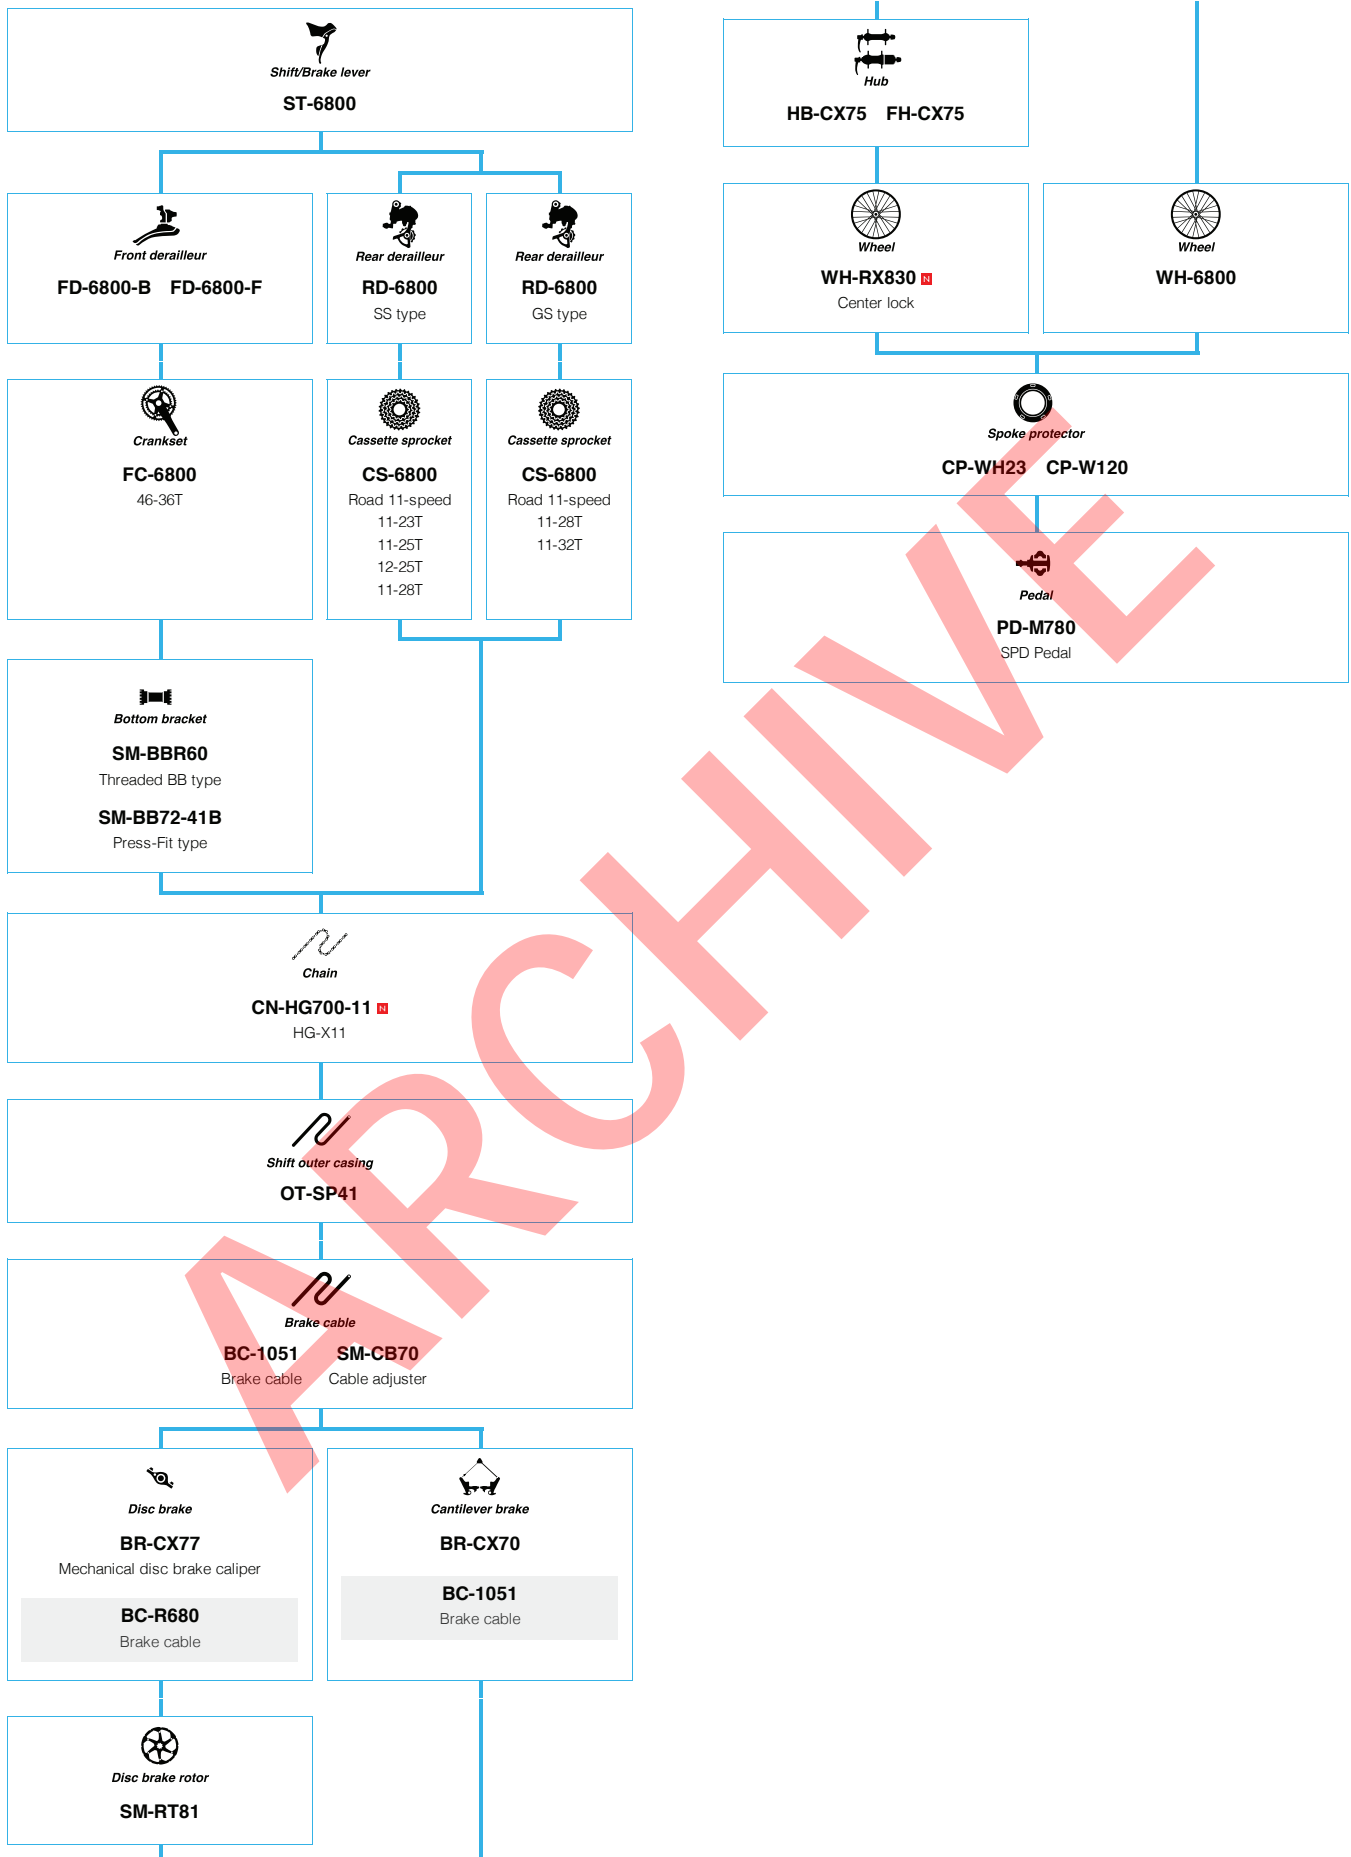 Shift/Brake lever
ST-6800
Front derailleur
FD-6800-B FD-6800-F
Rear derailleur
RD-6800
SS type
Rear derailleur
RD-6800
GS type
Crankset
FC-6800
46-36T
Cassette sprocket
CS-6800
Road 11-speed
11-23T
11-25T
12-25T
11-28T
Cassette sprocket
CS-6800
Road 11-speed
11-28T
11-32T
Bottom bracket
SM-BBR60
Threaded BB type
SM-BB72-41B
Press-Fit type
Chain
CN-HG700-11 N
HG-X11
Shift outer casing
OT-SP41
Brake cable
BC-1051 SM-CB70
Brake cable Cable adjuster
Disc brake
BR-CX77
Mechanical disc brake caliper
BC-R680
Brake cable
Cantilever brake
BR-CX70
BC-1051
Brake cable
Disc brake rotor
SM-RT81
Hub
HB-CX75 FH-CX75
Wheel
WH-RX830 N
Center lock
Wheel
WH-6800
Spoke protector
CP-WH23 CP-W120
Pedal
PD-M780
SPD Pedal
ARCHIVE